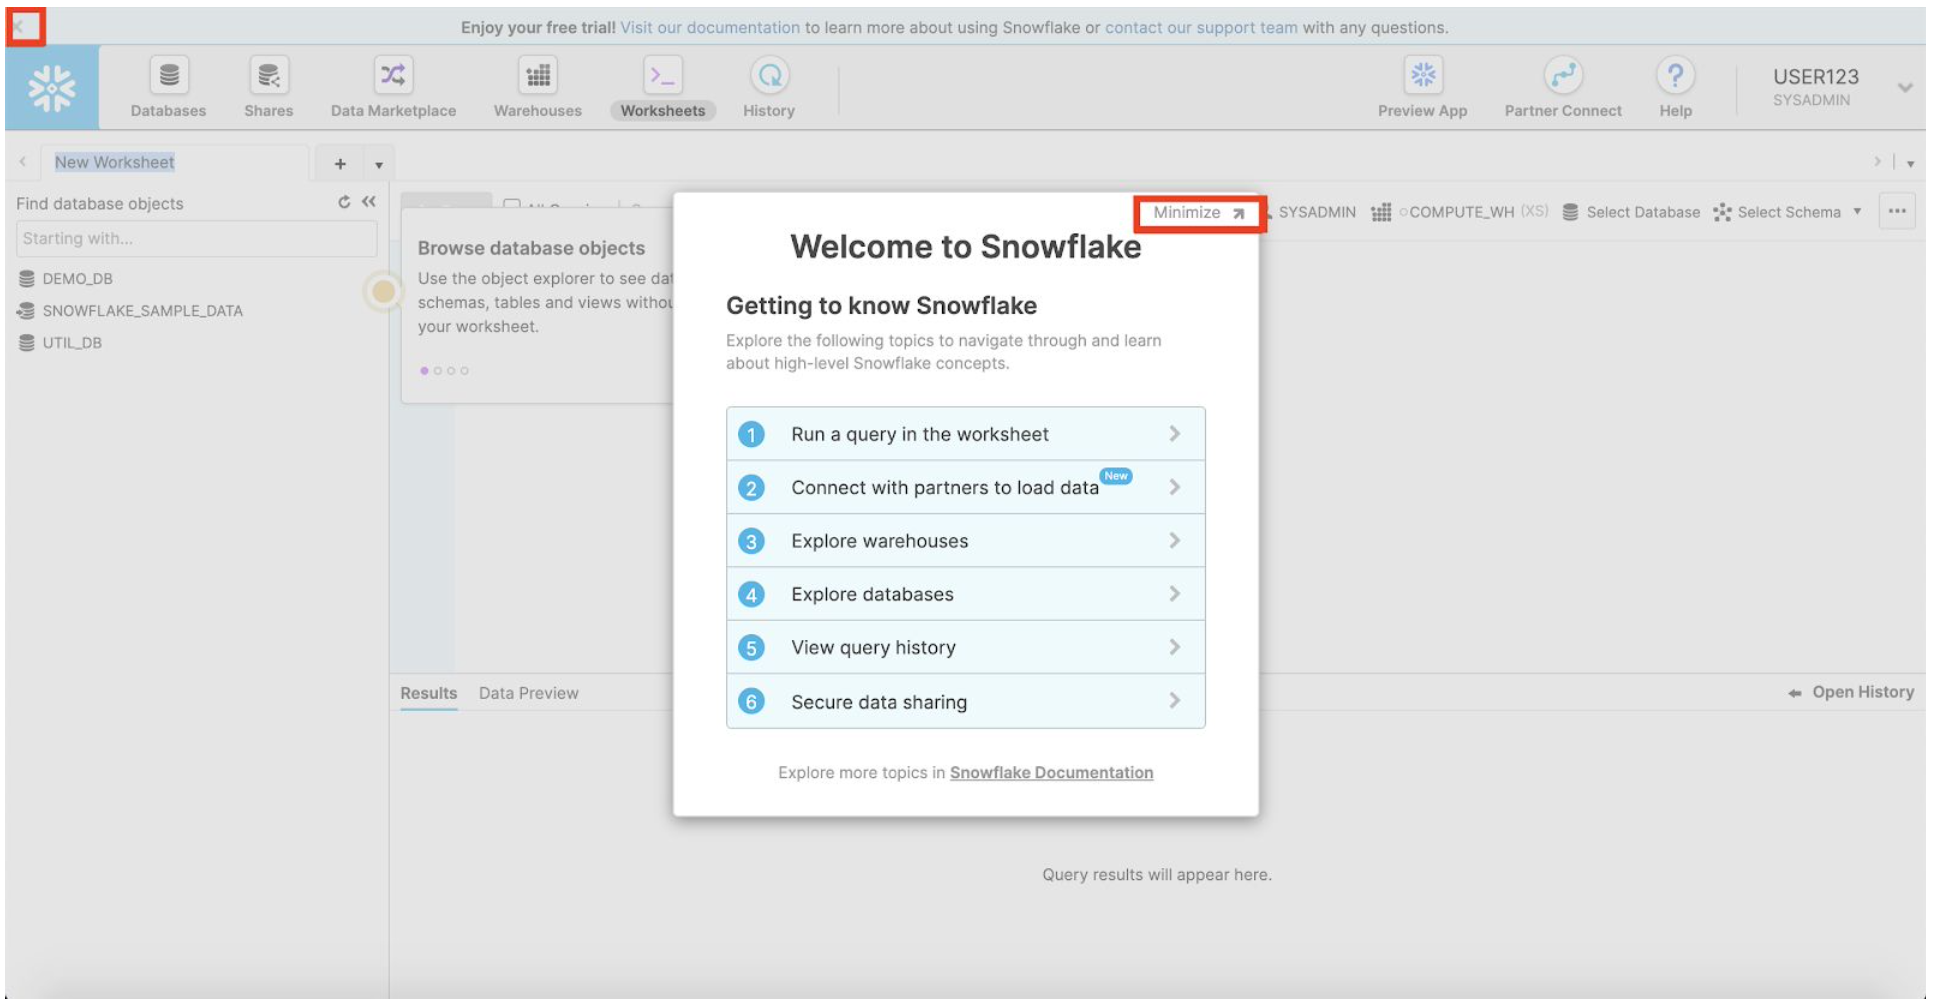 Enjoy your free trial! Visit our documentation to learn more about using Snowflake or contact our support team with any questions.
Databases
Shares
Data Marketplace
Warehouses
Worksheets
History
Preview App
Partner Connect
Help
USER123
SYSADMIN
New Worksheet
Find database objects
Starting with...
DEMO_DB
SNOWFLAKE_SAMPLE_DATA
UTIL_DB
Browse database objects
Use the object explorer to see
schemas, tables and views
your worksheet.
Minimize
SYSADMIN
COMPUTE_WH (XS)
Select Database
Select Schema
Welcome to Snowflake
Getting to know Snowflake
Explore the following topics to navigate through and learn
about high-level Snowflake concepts.
1 Run a query in the worksheet
2 Connect with partners to load data New
3 Explore warehouses
4 Explore databases
5 View query history
6 Secure data sharing
Explore more topics in Snowflake Documentation
Results
Data Preview
Open History
Query results will appear here.